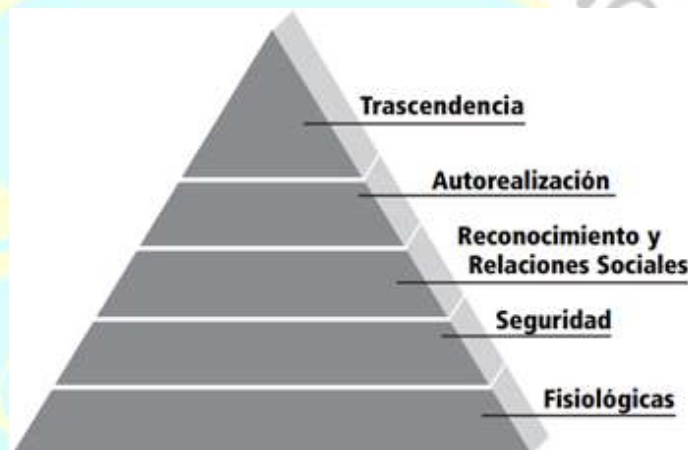 Trascendencia
Autorealización
Reconocimiento y
Relaciones Sociales
Seguridad
Fisiológicas